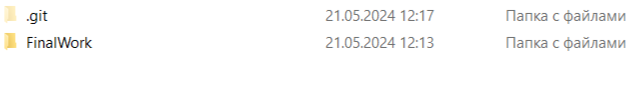 .git 21.05.2024 12:17 Папка с файлами
FinalWork 21.05.2024 12:13 Папка с файлами